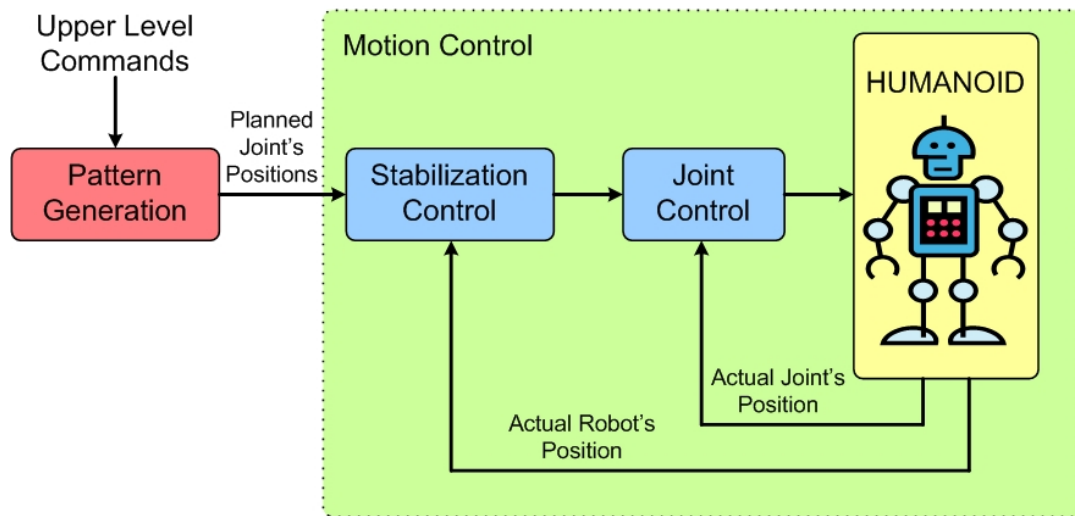 Upper Level
Commands
Motion Control
HUMANOID
Planned
Joint's
Positions
Pattern
Generation
Stabilization
Control
Joint
Control
Actual Joint's
Position
Actual Robot's
Position